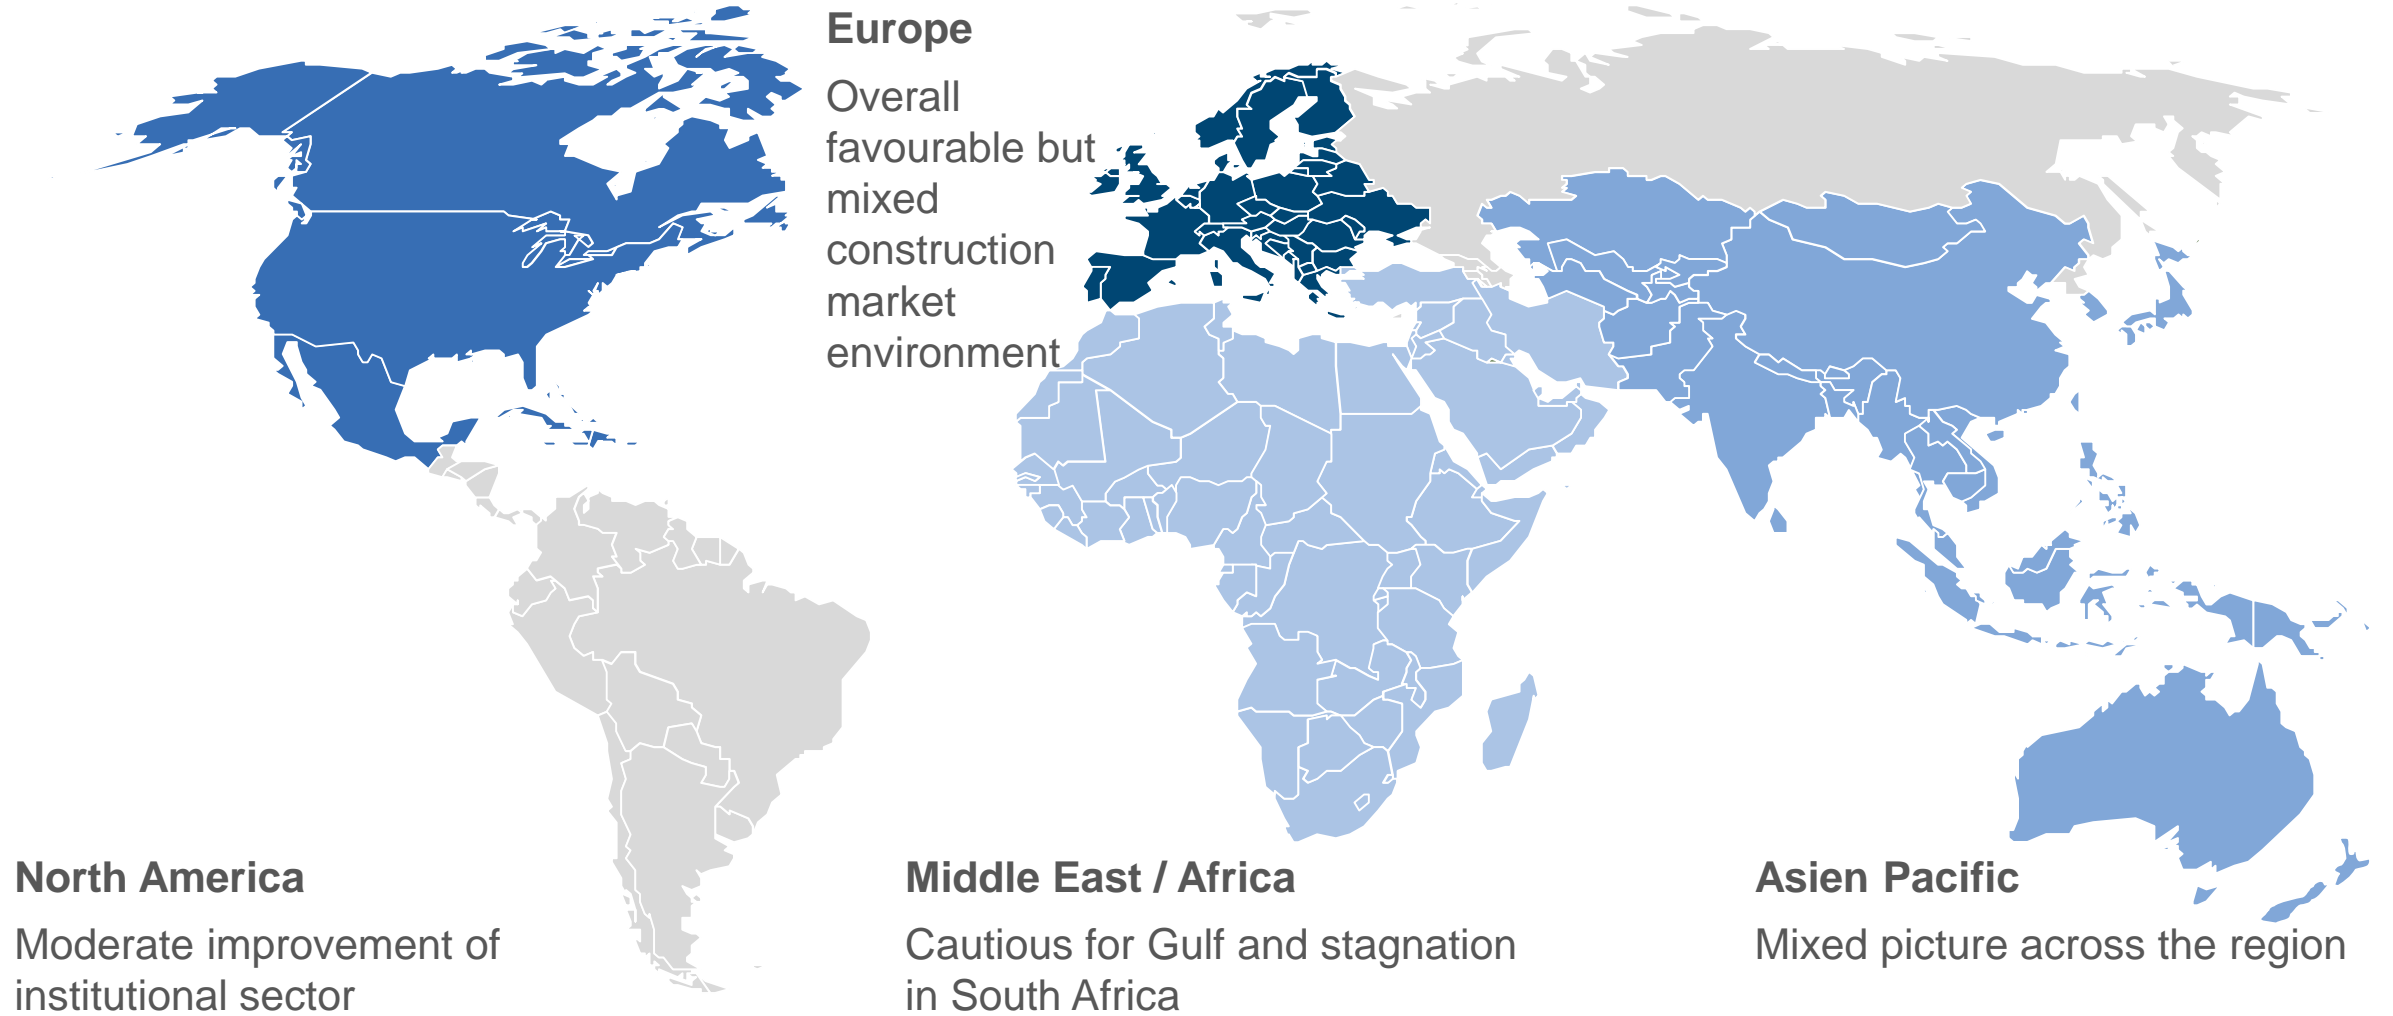 Europe
Overall
favourable but
mixed
construction
market
environment
North America
Moderate improvement of
institutional sector
Middle East / Africa
Cautious for Gulf and stagnation
in South Africa
Asien Pacific
Mixed picture across the region